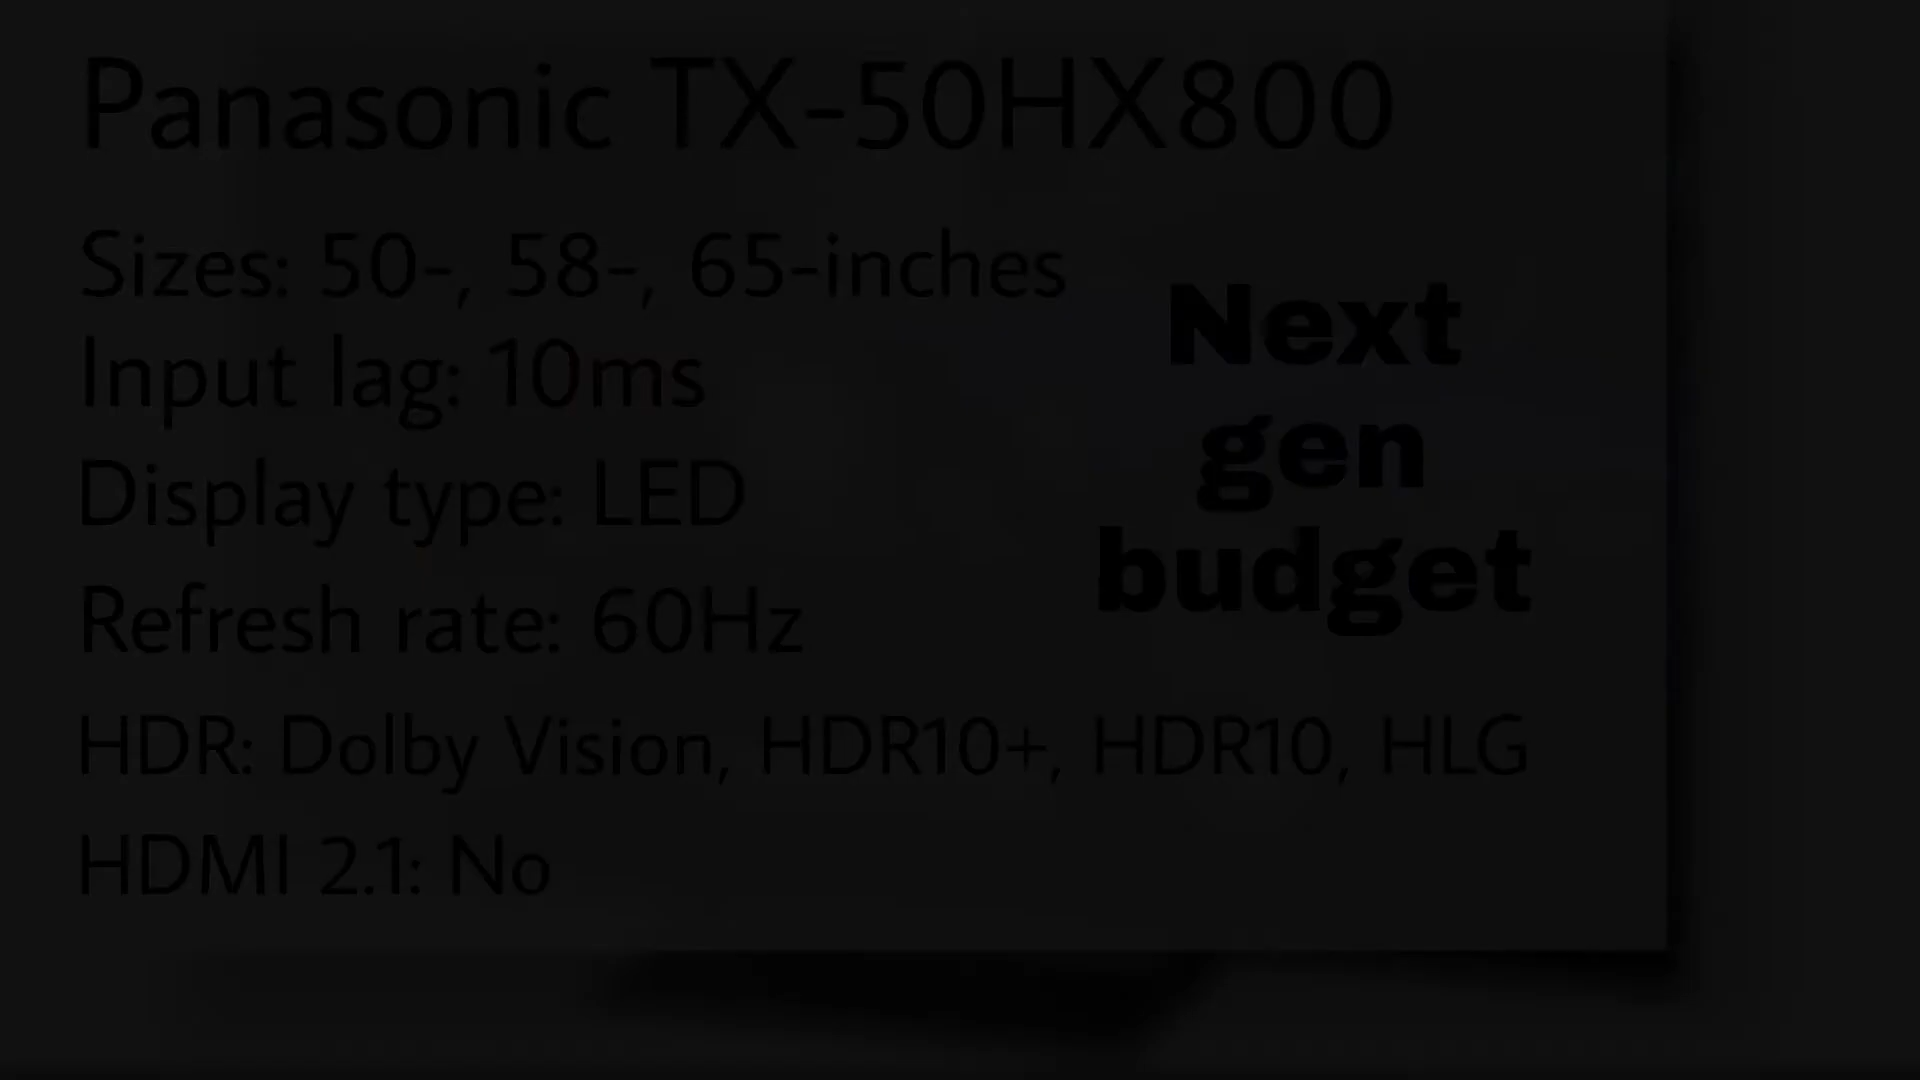 Panasonic TX-50HX800
Sizes: 50-, 58-, 65-inches
Input lag: 10ms
Display type: LED
Refresh rate: 60Hz
HDR: Dolby Vision, HDR10+, HDR10, HLG
HDMI 2.1: No
Next
gen
budget